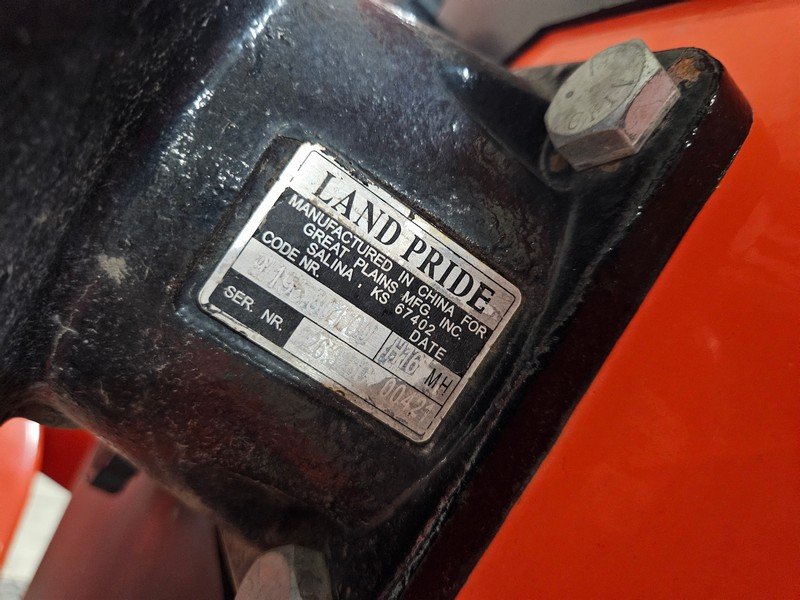 LAND PRIDE
MANUFACTURED IN CHINA FOR
GREAT PLAINS MFG, INC.
SALINA , KS 67402
CODE NR. DATE
MH
SER. NR. 00421